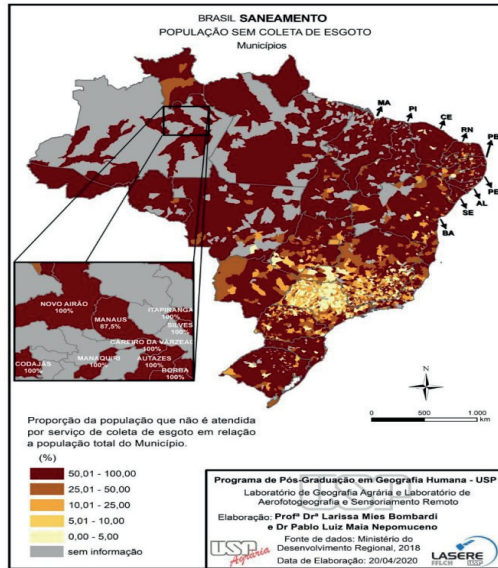 BRASIL SANEAMENTO
POPULAÇÃO SEM COLETA DE ESGOTO
Municípios
MA
PI
CE
RN
PB
PE
AL
SE
BA
NOVO AIRÃO
100%
MANAUS
87,5%
ITAPIRANGA
100%
SILVES
100%
CAREIRO DA VÁRZEA
100%
CODAJÁS
100%
MANAQUIRI
100%
AUTAZES
100%
BORBA
100%
N
0 500 1.000
km
Proporção da população que não é atendida
por serviço de coleta de esgoto em relação
a população total do Município.
(%)
50,01 - 100,00
25,01 - 50,00
10,01 - 25,00
5,01 - 10,00
0,00 - 5,00
sem informação
Programa de Pós-Graduação em Geografia Humana - USP
Laboratório de Geografia Agrária e Laboratório de
Aerofotogeografia e Sensoriamento Remoto
Elaboração: Profª Drª Larissa Mies Bombardi
e Dr Pablo Luiz Maia Nepomuceno
Fonte de dados: Ministério do
Desenvolvimento Regional, 2018
Data de Elaboração: 20/04/2020
USP
Agrária
USP
LASERE
FFLCH USP